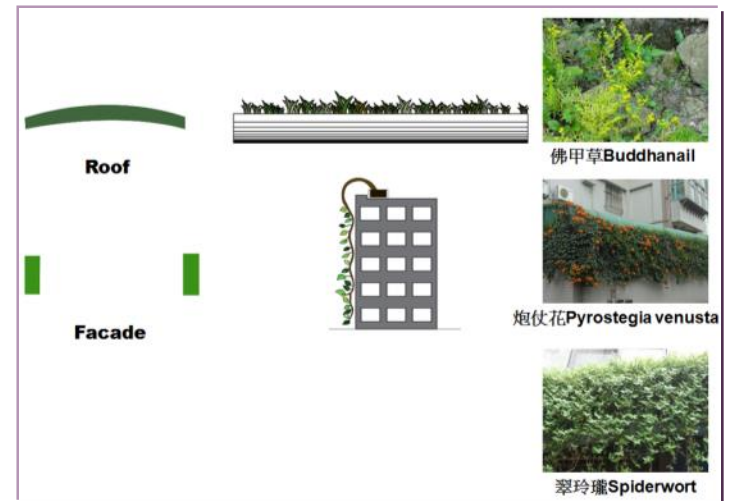 Roof
佛甲草Buddhanail
炮仗花Pyrostegia venusta
Facade
翠玲瓏Spiderwort